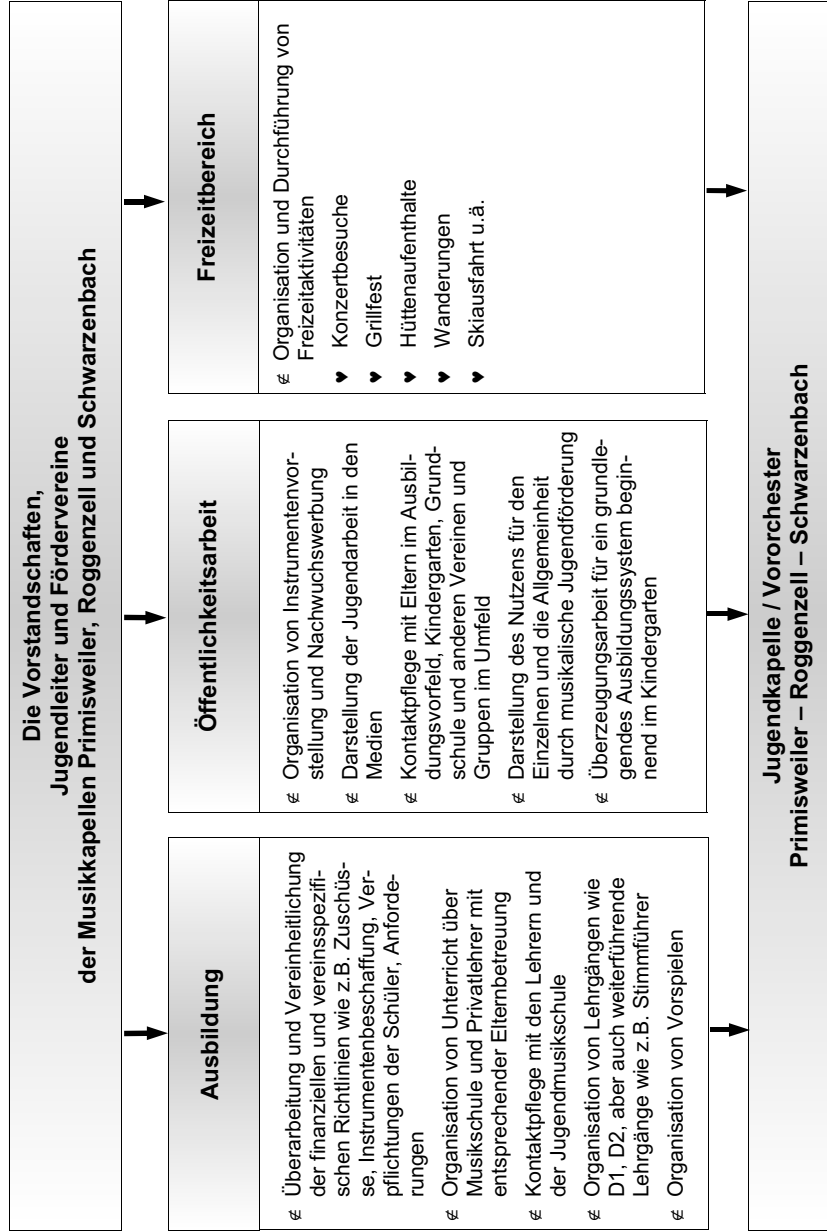 Die Vorstandschaften,
Jugendleiter und Fördervereine
der Musikkapellen Primisweiler, Roggenzell und Schwarzenbach
Ausbildung
∉ Überarbeitung und Vereinheitlichung
der finanziellen und vereinsspezifi-
schen Richtlinien wie z.B. Zuschüs-
se, Instrumentenbeschaffung, Ver-
pflichtungen der Schüler, Anforde-
rungen
∉ Organisation von Unterricht über
Musikschule und Privatlehrer mit
entsprechender Elternbetreuung
∉ Kontaktpflege mit den Lehrern und
der Jugendmusikschule
∉ Organisation von Lehrgängen wie
D1, D2, aber auch weiterführende
Lehrgänge wie z.B. Stimmführer
∉ Organisation von Vorspielen
Öffentlichkeitsarbeit
∉ Organisation von Instrumentenvor-
stellung und Nachwuchswerbung
∉ Darstellung der Jugendarbeit in den
Medien
∉ Kontaktpflege mit Eltern im Ausbil-
dungsvorfeld, Kindergarten, Grund-
schule und anderen Vereinen und
Gruppen im Umfeld
∉ Darstellung des Nutzens für den
Einzelnen und die Allgemeinheit
durch musikalische Jugendförderung
∉ Überzeugungsarbeit für ein grundle-
gendes Ausbildungssystem begin-
nend im Kindergarten
Freizeitbereich
∉ Organisation und Durchführung von
Freizeitaktivitäten
♥ Konzertbesuche
♥ Grillfest
♥ Hüttenaufenthalte
♥ Wanderungen
♥ Skiausfahrt u.ä.
Jugendkapelle / Vororchester
Primisweiler – Roggenzell – Schwarzenbach